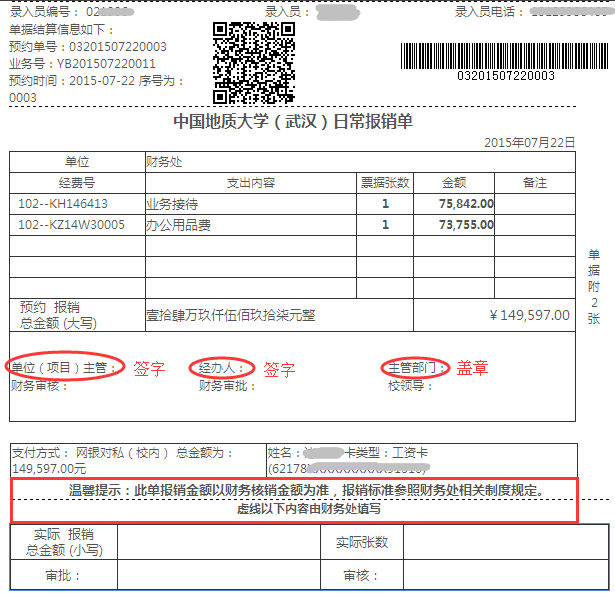 录入员编号： 02
录入员：
录入员电话：
单据结算信息如下：
预约单号：03201507220003
业务号：YB201507220011
预约时间：2015-07-22 序号为：
0003
03201507220003
中国地质大学（武汉）日常报销单
2015年07月22日
单位 财务处
经费号 支出内容 票据张数 金额 备注
102--KH146413 业务接待 1 75,842.00
102--KZ14W30005 办公用品费 1 73,755.00
单据附2张
预约 报销
总金额 (大写) 壹拾肆万玖仟伍佰玖拾柒元整 ￥149,597.00
单位（项目）主管： 签字 经办人： 签字 主管部门： 盖章
财务审核： 财务审批： 校领导：
支付方式： 网银对私（校内） 总金额为：
149,597.00元
姓名： 卡类型：工资卡
(62178
温馨提示：此单报销金额以财务核销金额为准，报销标准参照财务处相关制度规定。
虚线以下内容由财务处填写
实际 报销
总金额 (小写) 实际张数
审批： 审核：